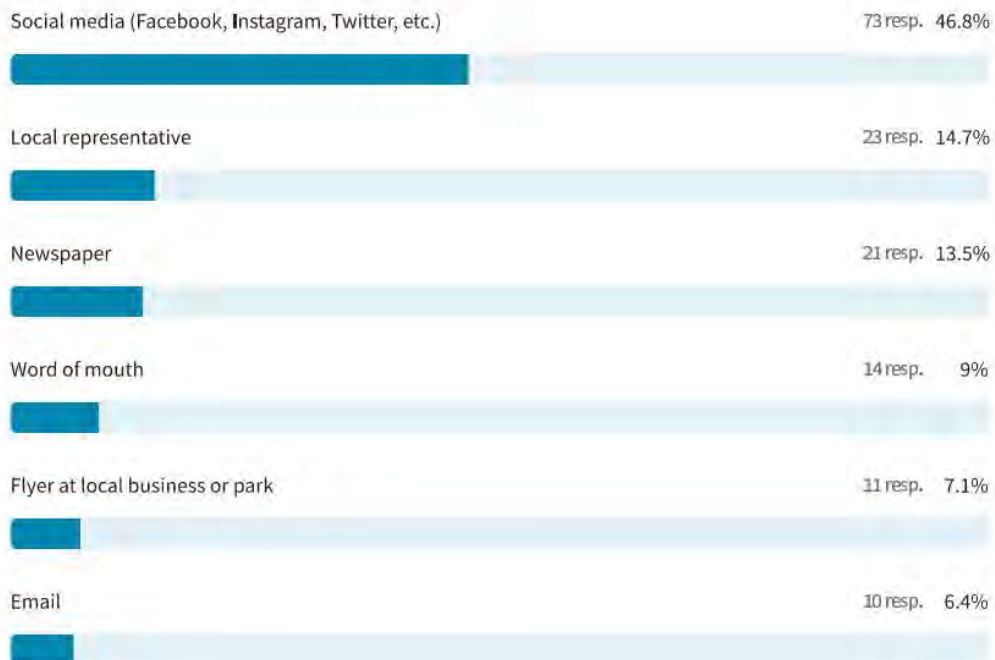 Social media (Facebook, Instagram, Twitter, etc.) 73 resp. 46.8%
Local representative 23 resp. 14.7%
Newspaper 21 resp. 13.5%
Word of mouth 14 resp. 9%
Flyer at local business or park 11 resp. 7.1%
Email 10 resp. 6.4%